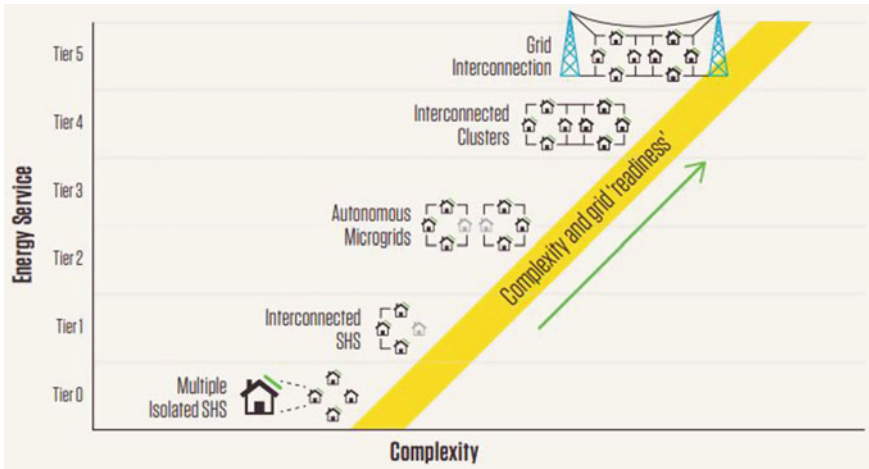 Tier 5
Grid
Interconnection
Tier 4
Interconnected
Clusters
Tier 3
Autonomous
Microgrids
Tier 2
Tier 1
Interconnected
SHS
Tier 0
Multiple
Isolated SHS
Energy Service
Complexity and grid 'readiness'
Complexity